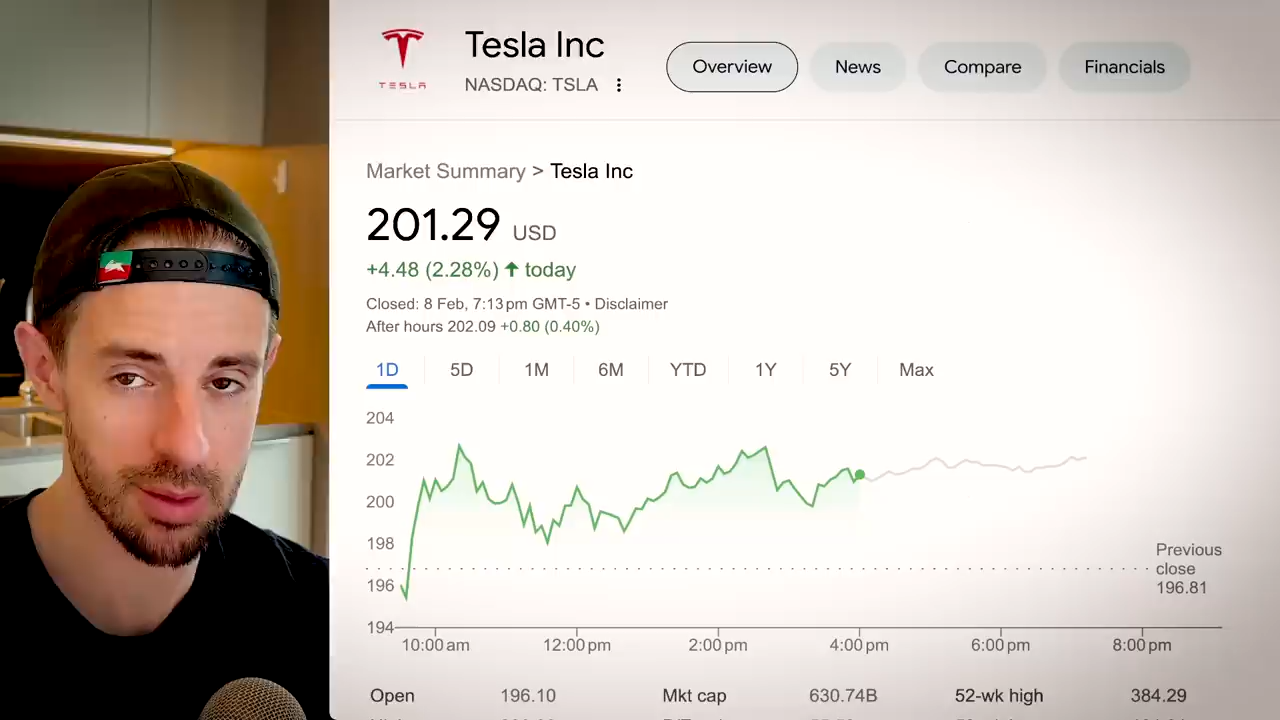 TESLA
Tesla Inc
NASDAQ: TSLA
Overview
News
Compare
Financials
Market Summary > Tesla Inc
201.29 USD
+4.48 (2.28%) ↑ today
Closed: 8 Feb, 7:13 pm GMT-5 • Disclaimer
After hours 202.09 +0.80 (0.40%)
1D 5D 1M 6M YTD 1Y 5Y Max
204
202
200
198
196
194
Previous
close
196.81
10:00 am 12:00 pm 2:00 pm 4:00 pm 6:00 pm 8:00 pm
Open 196.10 Mkt cap 630.74B 52-wk high 384.29